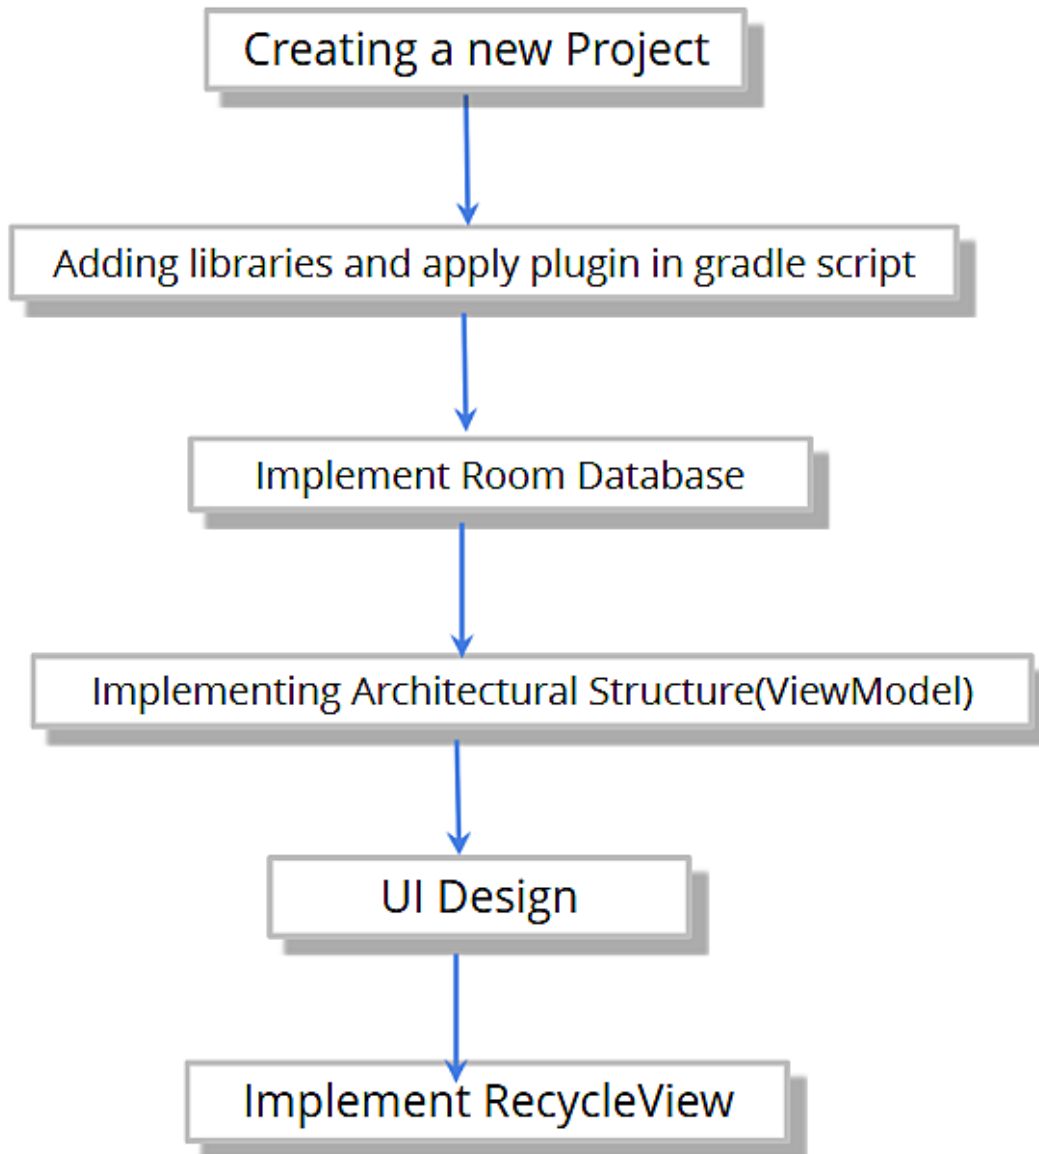 Creating a new Project
Adding libraries and apply plugin in gradle script
Implement Room Database
Implementing Architectural Structure(ViewModel)
UI Design
Implement RecycleView